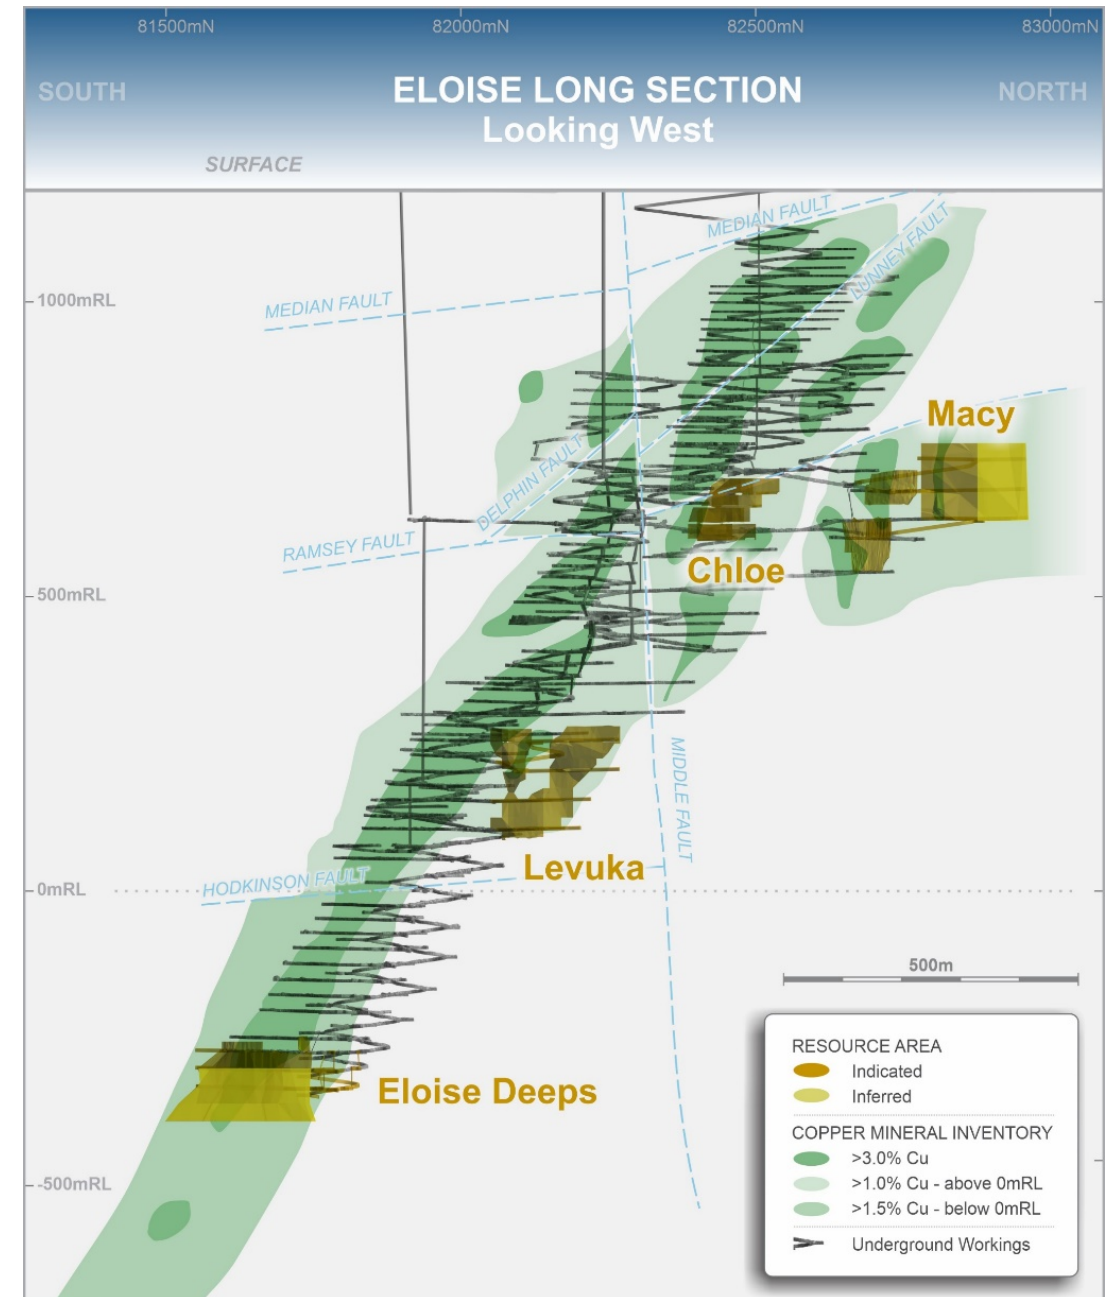 81500mN
82000mN
82500mN
83000mN
SOUTH
ELOISE LONG SECTION
NORTH
Looking West
SURFACE
MEDIAN FAULT
LUNNEY FAULT
1000mRL
MEDIAN FAULT
Macy
DELPHIN FAULT
RAMSEY FAULT
Chloe
500mRL
MIDDLE FAULT
Levuka
HODKINSON FAULT
0mRL
500m
Eloise Deeps
-500mRL
RESOURCE AREA
Indicated
Inferred
COPPER MINERAL INVENTORY
>3.0% Cu
>1.0% Cu - above 0mRL
>1.5% Cu - below 0mRL
Underground Workings